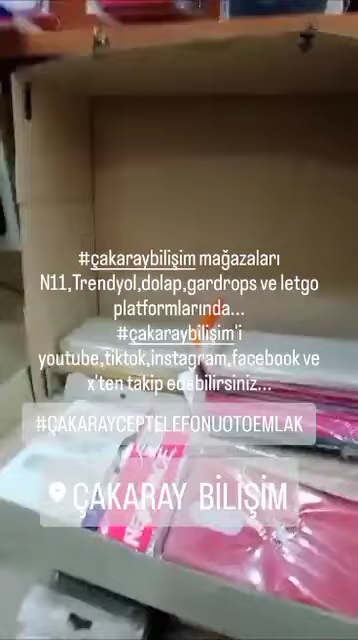 #çakaraybilişim mağazaları
N11,Trendyol,dolap,gardrops ve letgo
platformlarında...
#çakaraybilişim'i
youtube,tiktok,instagram,facebook ve
x'ten takip edebilirsiniz...
#ÇAKARAYCEPTELEFONUOTOEMLAK
ÇAKARAY BİLİŞİM